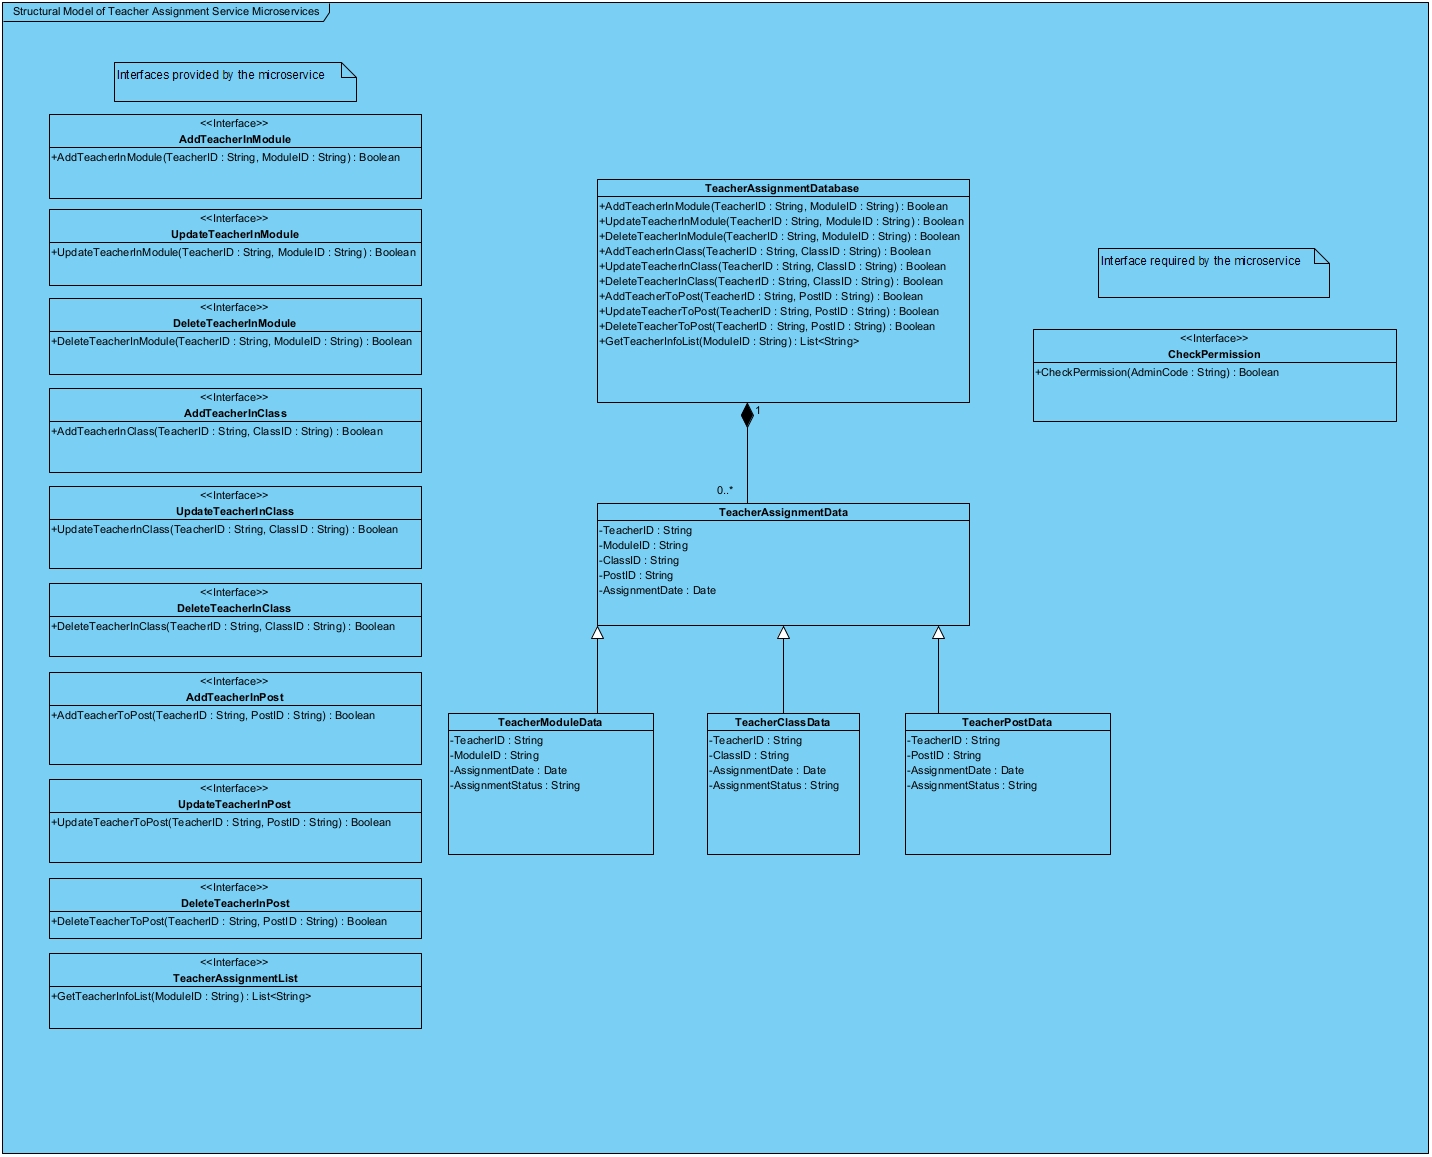 Structural Model of Teacher Assignment Service Microservices
Interfaces provided by the microservice
<<Interface>>
AddTeacherInModule
+AddTeacherInModule(TeacherID : String, ModuleID : String) : Boolean
<<Interface>>
UpdateTeacherInModule
+UpdateTeacherInModule(TeacherID : String, ModuleID : String) : Boolean
<<Interface>>
DeleteTeacherInModule
+DeleteTeacherInModule(TeacherID : String, ModuleID : String) : Boolean
<<Interface>>
AddTeacherInClass
+AddTeacherInClass(TeacherID : String, ClassID : String) : Boolean
<<Interface>>
UpdateTeacherInClass
+UpdateTeacherInClass(TeacherID : String, ClassID : String) : Boolean
<<Interface>>
DeleteTeacherInClass
+DeleteTeacherInClass(TeacherID : String, ClassID : String) : Boolean
<<Interface>>
AddTeacherInPost
+AddTeacherToPost(TeacherID : String, PostID : String) : Boolean
<<Interface>>
UpdateTeacherInPost
+UpdateTeacherToPost(TeacherID : String, PostID : String) : Boolean
<<Interface>>
DeleteTeacherInPost
+DeleteTeacherToPost(TeacherID : String, PostID : String) : Boolean
<<Interface>>
TeacherAssignmentList
+GetTeacherInfoList(ModuleID : String) : List<String>
TeacherAssignmentDatabase
+AddTeacherInModule(TeacherID : String, ModuleID : String) : Boolean
+UpdateTeacherInModule(TeacherID : String, ModuleID : String) : Boolean
+DeleteTeacherInModule(TeacherID : String, ModuleID : String) : Boolean
+AddTeacherInClass(TeacherID : String, ClassID : String) : Boolean
+UpdateTeacherInClass(TeacherID : String, ClassID : String) : Boolean
+DeleteTeacherInClass(TeacherID : String, ClassID : String) : Boolean
+AddTeacherToPost(TeacherID : String, PostID : String) : Boolean
+UpdateTeacherToPost(TeacherID : String, PostID : String) : Boolean
+DeleteTeacherToPost(TeacherID : String, PostID : String) : Boolean
+GetTeacherInfoList(ModuleID : String) : List<String>
1
0..*
TeacherAssignmentData
-TeacherID : String
-ModuleID : String
-ClassID : String
-PostID : String
-AssignmentDate : Date
TeacherModuleData
-TeacherID : String
-ModuleID : String
-AssignmentDate : Date
-AssignmentStatus : String
TeacherClassData
-TeacherID : String
-ClassID : String
-AssignmentDate : Date
-AssignmentStatus : String
TeacherPostData
-TeacherID : String
-PostID : String
-AssignmentDate : Date
-AssignmentStatus : String
Interface required by the microservice
<<Interface>>
CheckPermission
+CheckPermission(AdminCode : String) : Boolean